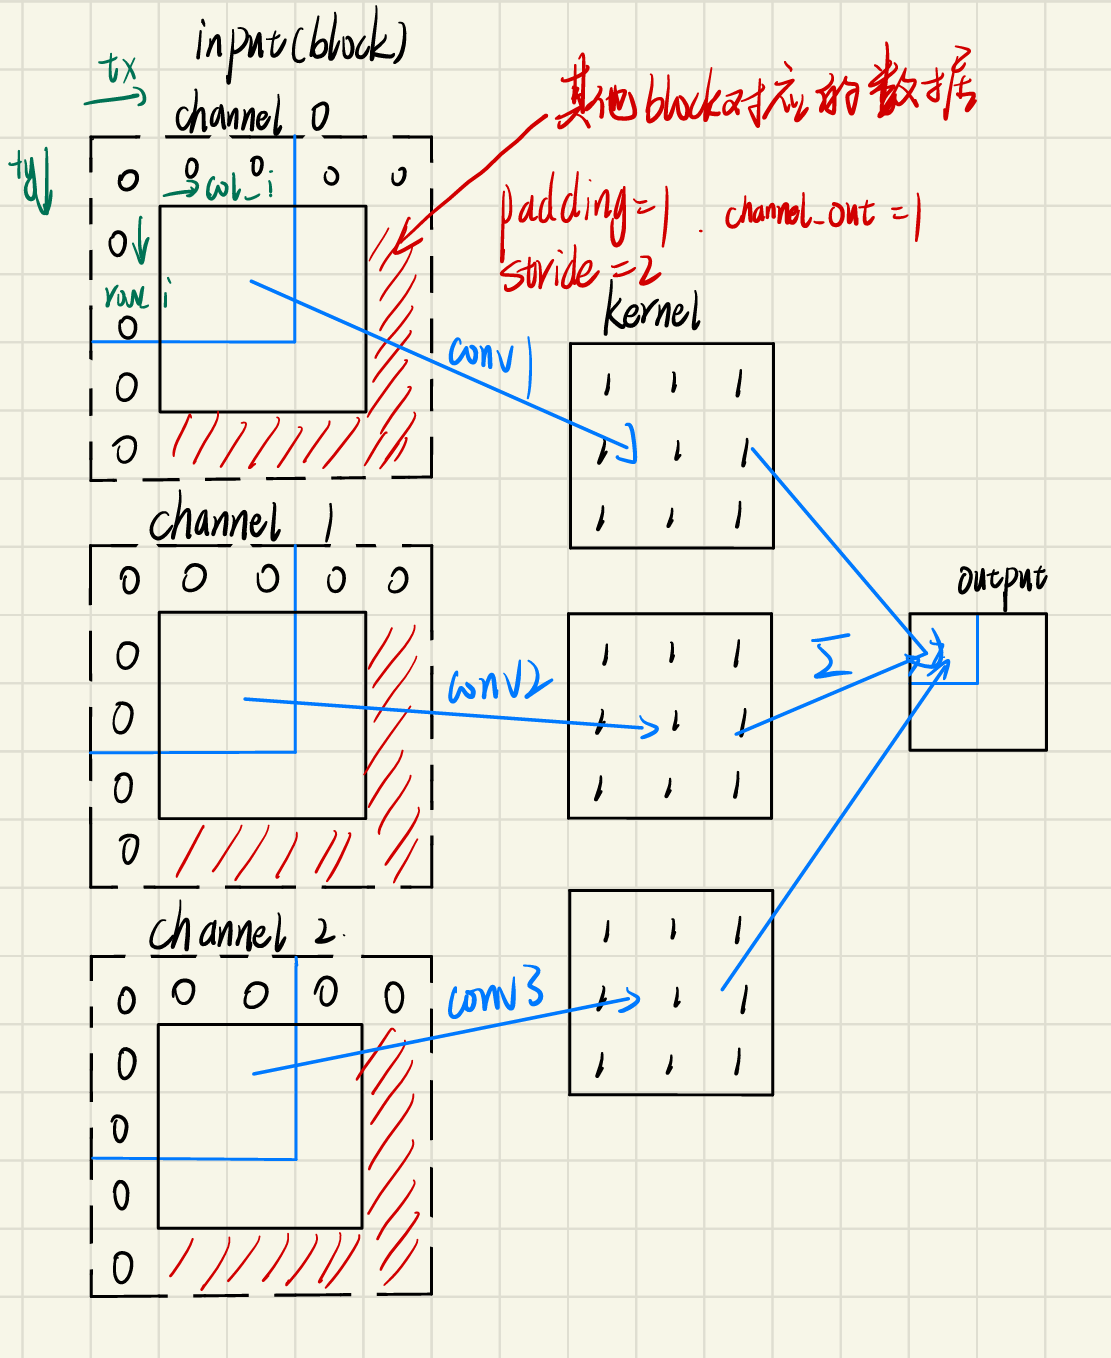 input(block)
tx
channel 0
其他block对应的数据
ty
0 0 0 0 0
col_i
padding=1 . channel_out=1
0
stride=2
row_i
0
kernel
conv1
1 1 1
0
1 1 1
0
1 1 1
channel 1
0 0 0 0 0
output
0
1 1 1
Σ
conv2
0
1 1 1
0
1 1 1
0
channel 2.
1 1 1
0 0 0 0 0
conv3
1 1 1
0
1 1 1
0
0
0